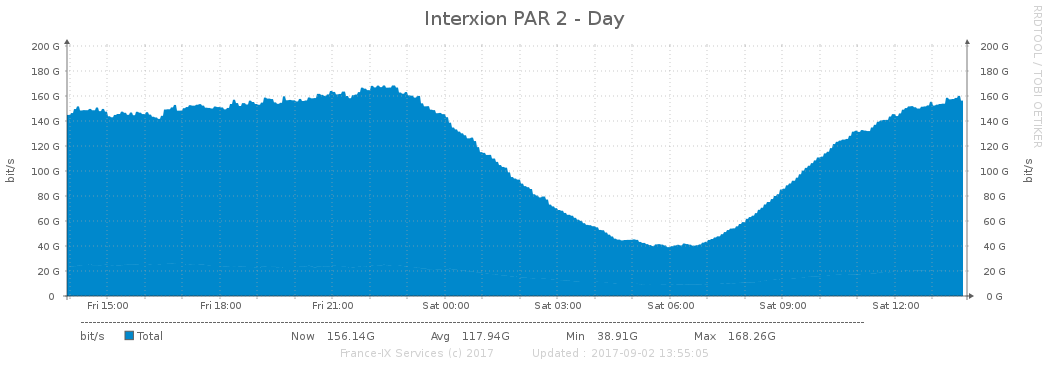 Interxion PAR 2 - Day
RRDTOOL / TOBI OETIKER
200 G 200 G
180 G 180 G
160 G 160 G
140 G 140 G
120 G 120 G
100 G 100 G
80 G 80 G
60 G 60 G
40 G 40 G
20 G 20 G
0 0 G
bit/s
bit/s
Fri 15:00 Fri 18:00 Fri 21:00 Sat 00:00 Sat 03:00 Sat 06:00 Sat 09:00 Sat 12:00
bit/s Total Now 156.14G Avg 117.94G Min 38.91G Max 168.26G
France-IX Services (c) 2017 Updated : 2017-09-02 13:55:05